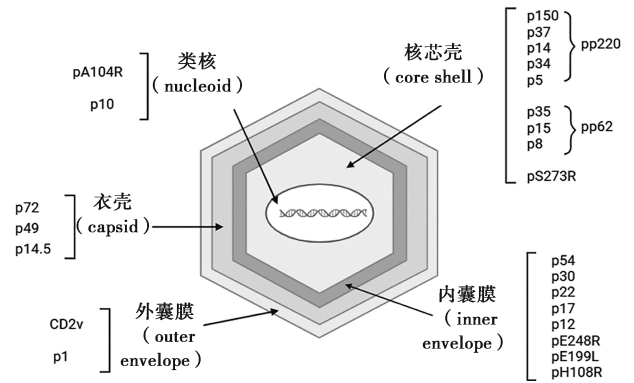 p150
p37
p14
p34
p5
pp220
p35
p15
p8
pp62
pS273R
核芯壳
(core shell)
类核
(nucleoid)
pA104R
p10
衣壳
(capsid)
p72
p49
p14.5
外囊膜
(outer
envelope)
CD2v
p1
内囊膜
(inner
envelope)
p54
p30
p22
p17
p12
pE248R
pE199L
pH108R